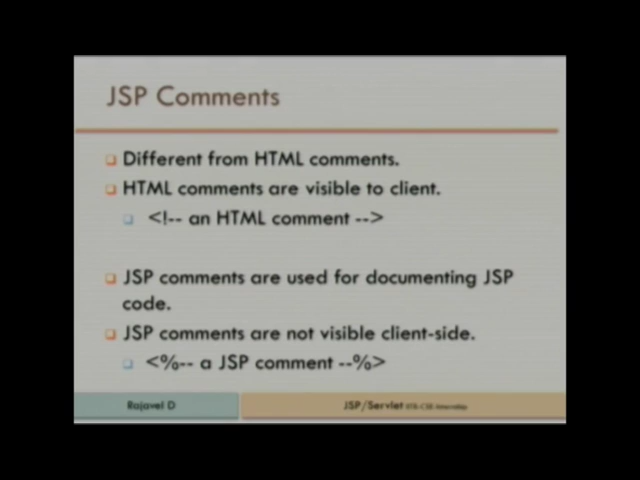 JSP Comments
Different from HTML comments.
HTML comments are visible to client.
<!-- an HTML comment -->
JSP comments are used for documenting JSP
code.
JSP comments are not visible client-side.
<%-- a JSP comment --%>
Rajavel D
JSP/Servlet